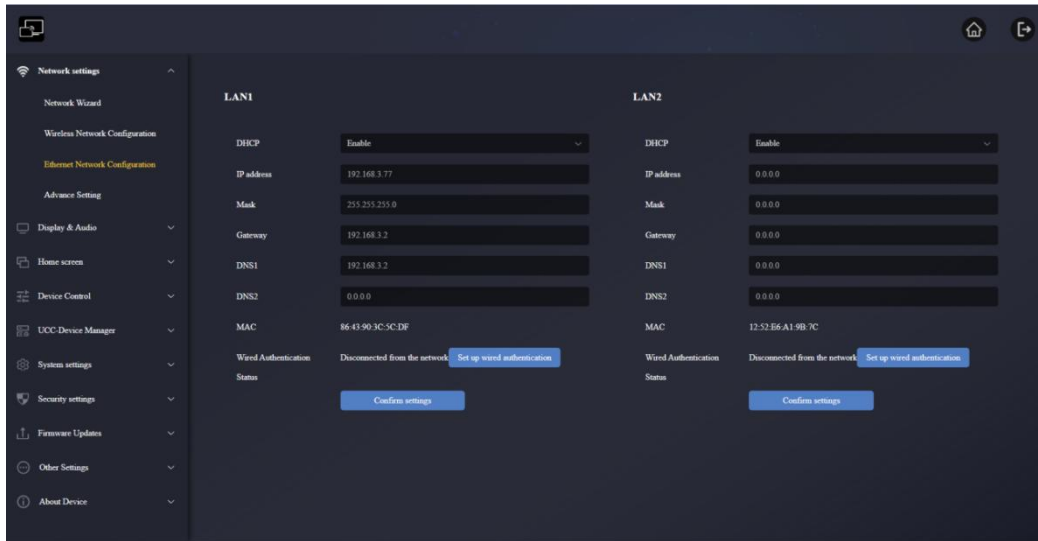 Network settings
Network Wizard
Wireless Network Configuration
Ethernet Network Configuration
Advance Setting
Display & Audio
Home screen
Device Control
UCC-Device Manager
System settings
Security settings
Firmware Updates
Other Settings
About Device
LAN1
DHCP Enable
IP address 192.168.3.77
Mask 255.255.255.0
Gateway 192.168.3.2
DNS1 192.168.3.2
DNS2 0.0.0.0
MAC 86:43:90:3C:5C:DF
Wired Authentication Status Disconnected from the network Set up wired authentication
Confirm settings
LAN2
DHCP Enable
IP address 0.0.0.0
Mask 0.0.0.0
Gateway 0.0.0.0
DNS1 0.0.0.0
DNS2 0.0.0.0
MAC 12:52:E6:A1:9B:7C
Wired Authentication Status Disconnected from the network Set up wired authentication
Confirm settings